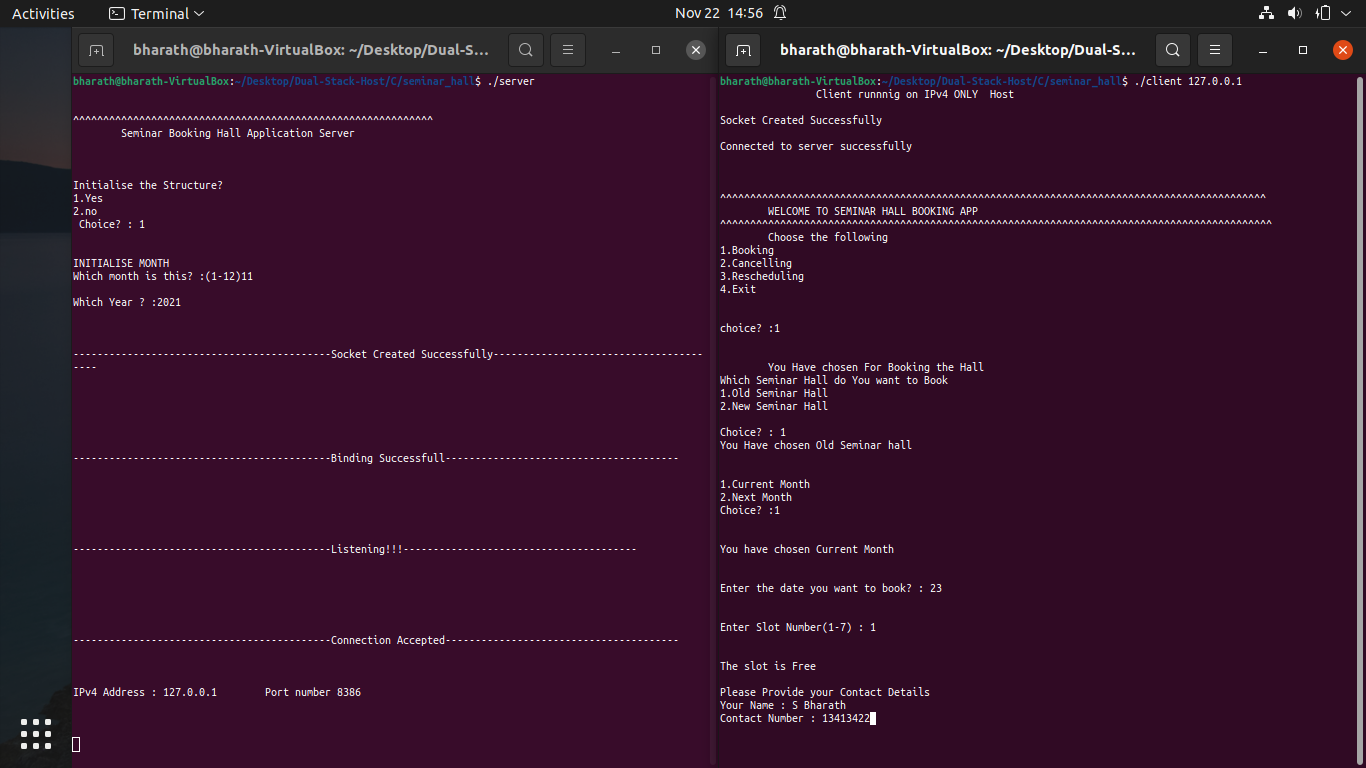 Activities Terminal Nov 22 14:56
bharath@bharath-VirtualBox: ~/Desktop/Dual-S...
bharath@bharath-VirtualBox:~/Desktop/Dual-Stack-Host/C/seminar_hall$ ./server
^^^^^^^^^^^^^^^^^^^^^^^^^^^^^^^^^^^^^^^^^^^^^^^^^^^^^^^^^^^^
Seminar Booking Hall Application Server
Initialise the Structure?
1.Yes
2.no
Choice? : 1
INITIALISE MONTH
Which month is this? :(1-12)11
Which Year ? :2021
-------------------------------------------Socket Created Successfully-----------------------------------
----
-------------------------------------------Binding Successfull---------------------------------------
-------------------------------------------Listening!!!---------------------------------------
-------------------------------------------Connection Accepted---------------------------------------
IPv4 Address : 127.0.0.1 Port number 8386
bharath@bharath-VirtualBox: ~/Desktop/Dual-S...
bharath@bharath-VirtualBox:~/Desktop/Dual-Stack-Host/C/seminar_hall$ ./client 127.0.0.1
Client runnnig on IPv4 ONLY  Host
Socket Created Successfully
Connected to server successfully
^^^^^^^^^^^^^^^^^^^^^^^^^^^^^^^^^^^^^^^^^^^^^^^^^^^^^^^^^^^^^^^^^^^^^^^^^^^^^^^^^^^^^^^^^^^
WELCOME TO SEMINAR HALL BOOKING APP
^^^^^^^^^^^^^^^^^^^^^^^^^^^^^^^^^^^^^^^^^^^^^^^^^^^^^^^^^^^^^^^^^^^^^^^^^^^^^^^^^^^^^^^^^^^^
Choose the following
1.Booking
2.Cancelling
3.Rescheduling
4.Exit
choice? :1
You Have chosen For Booking the Hall
Which Seminar Hall do You want to Book
1.Old Seminar Hall
2.New Seminar Hall
Choice? : 1
You Have chosen Old Seminar hall
1.Current Month
2.Next Month
Choice? :1
You have chosen Current Month
Enter the date you want to book? : 23
Enter Slot Number(1-7) : 1
The slot is Free
Please Provide your Contact Details
Your Name : S Bharath
Contact Number : 13413422